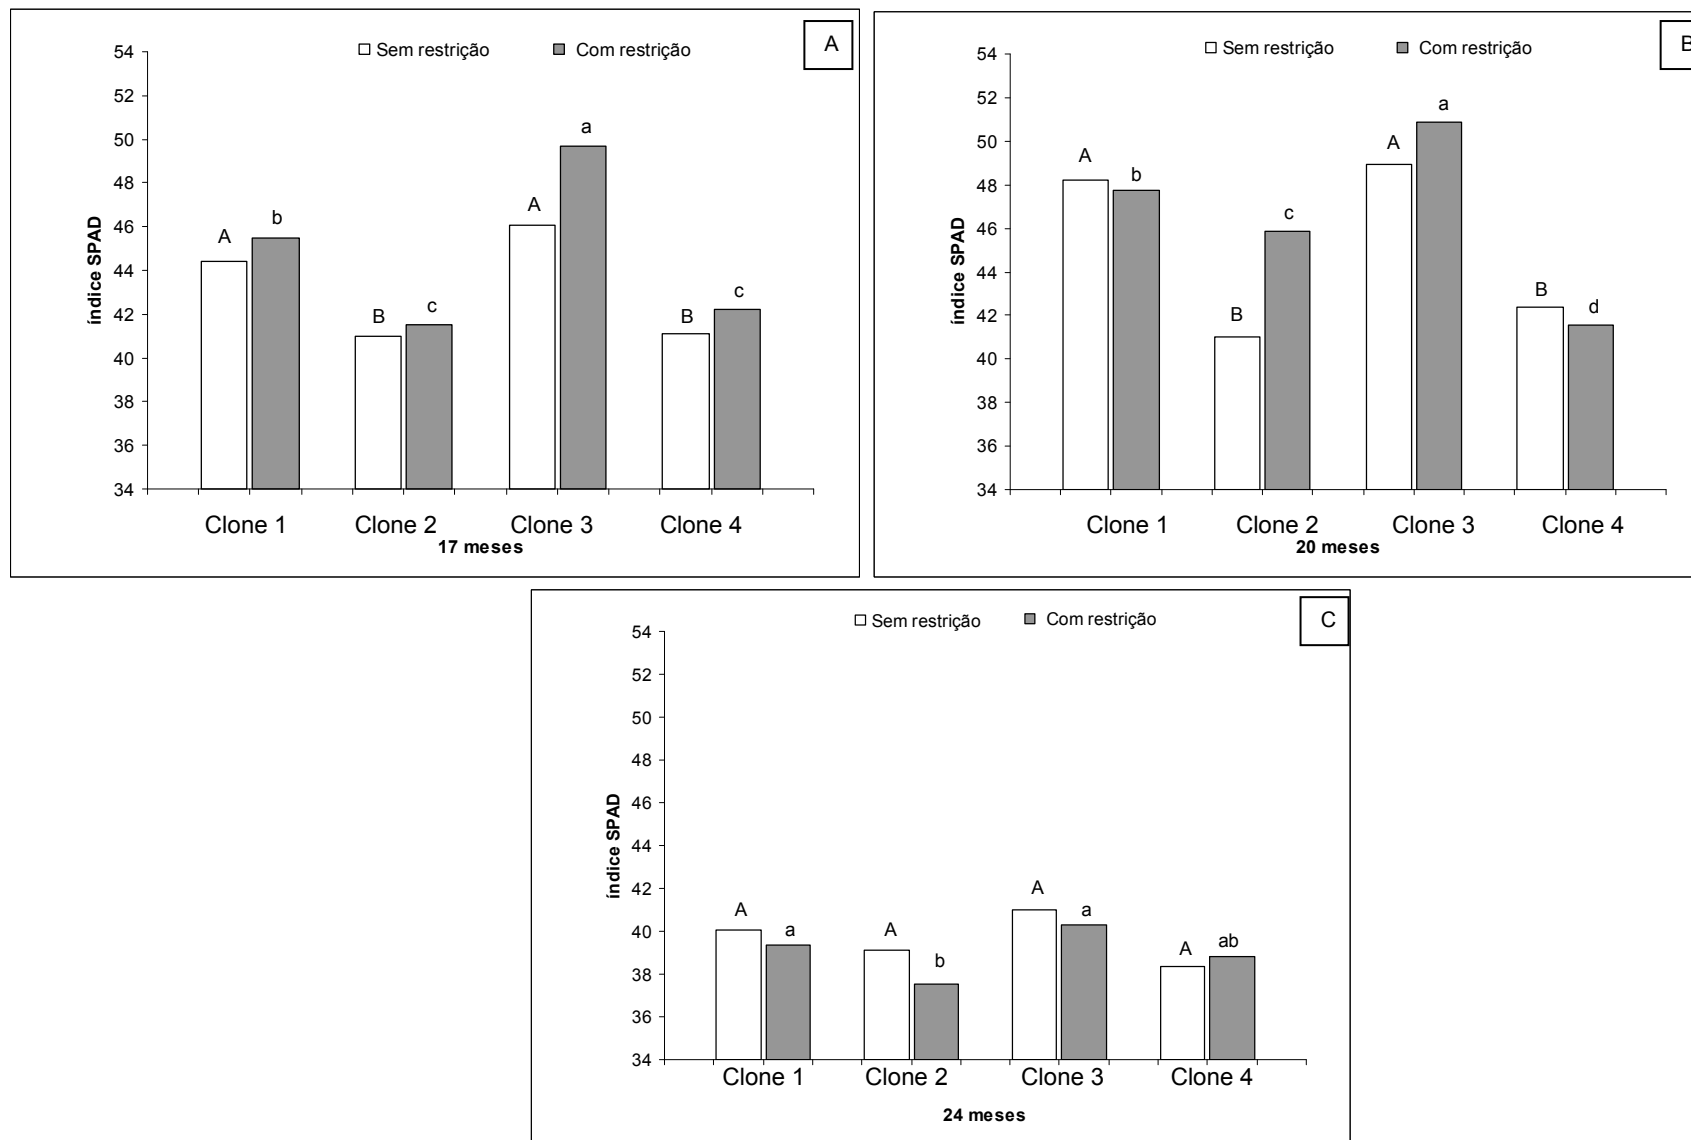 A
Sem restrição Com restrição
54
52
50
48
46
44
42
40
38
36
34
índice SPAD
A b B c A a B c
Clone 1 Clone 2 Clone 3 Clone 4
17 meses
B
Sem restrição Com restrição
54
52
50
48
46
44
42
40
38
36
34
índice SPAD
A b B c A a B d
Clone 1 Clone 2 Clone 3 Clone 4
20 meses
C
Sem restrição Com restrição
54
52
50
48
46
44
42
40
38
36
34
índice SPAD
A a A b A a A ab
Clone 1 Clone 2 Clone 3 Clone 4
24 meses